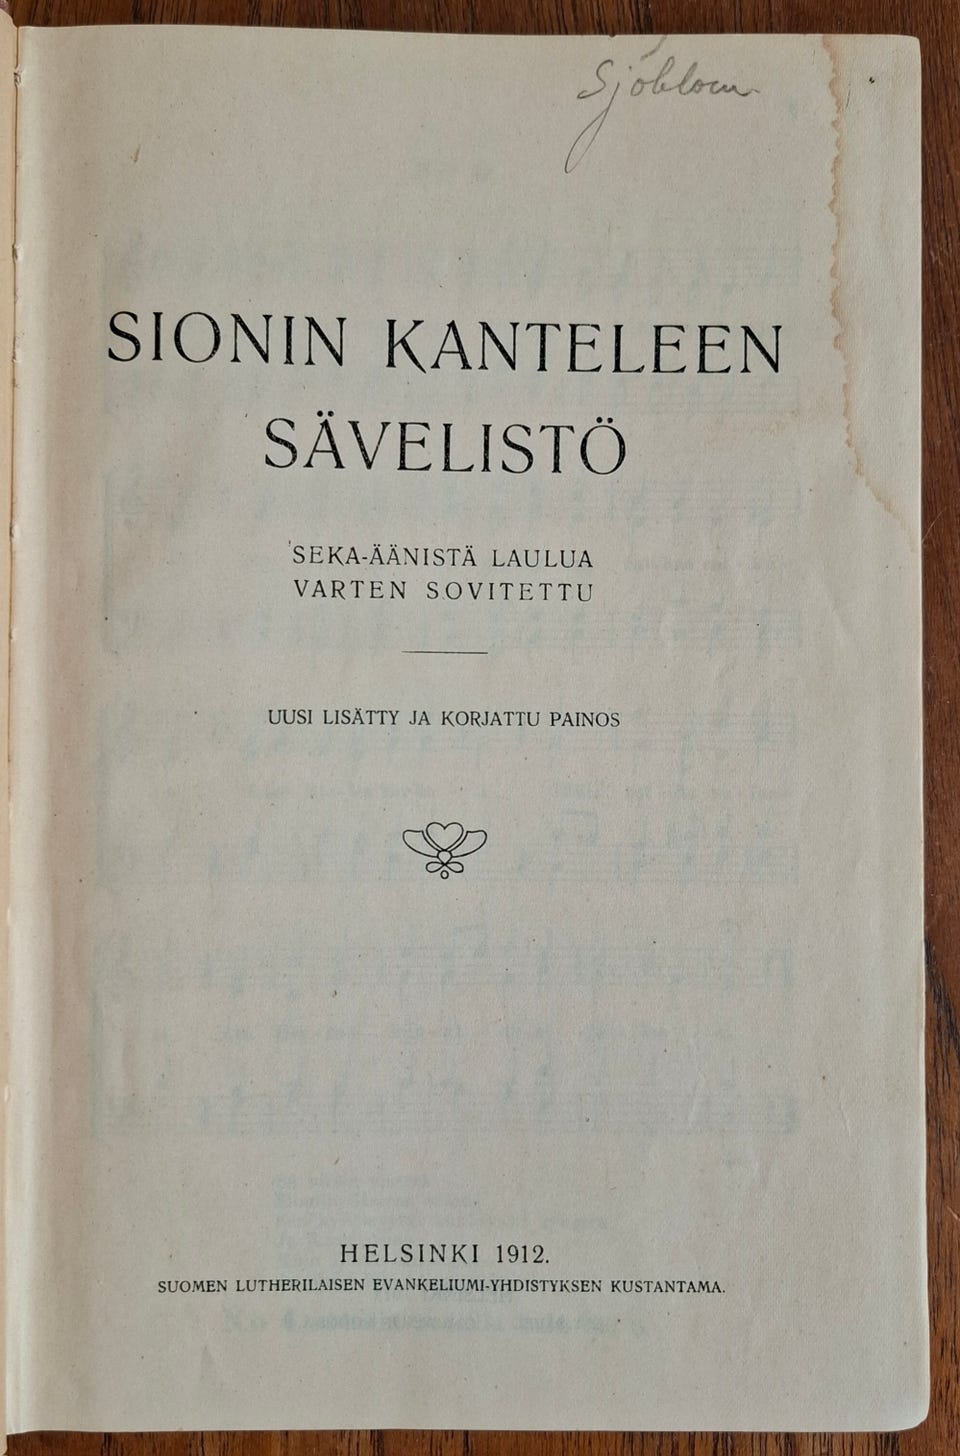 Sjöblom
SIONIN KANTELEEN
SÄVELISTÖ
SEKA-ÄÄNISTÄ LAULUA
VARTEN SOVITETTU
UUSI LISÄTTY JA KORJATTU PAINOS
HELSINKI 1912.
SUOMEN LUTHERILAISEN EVANKELIUMI-YHDISTYKSEN KUSTANTAMA.